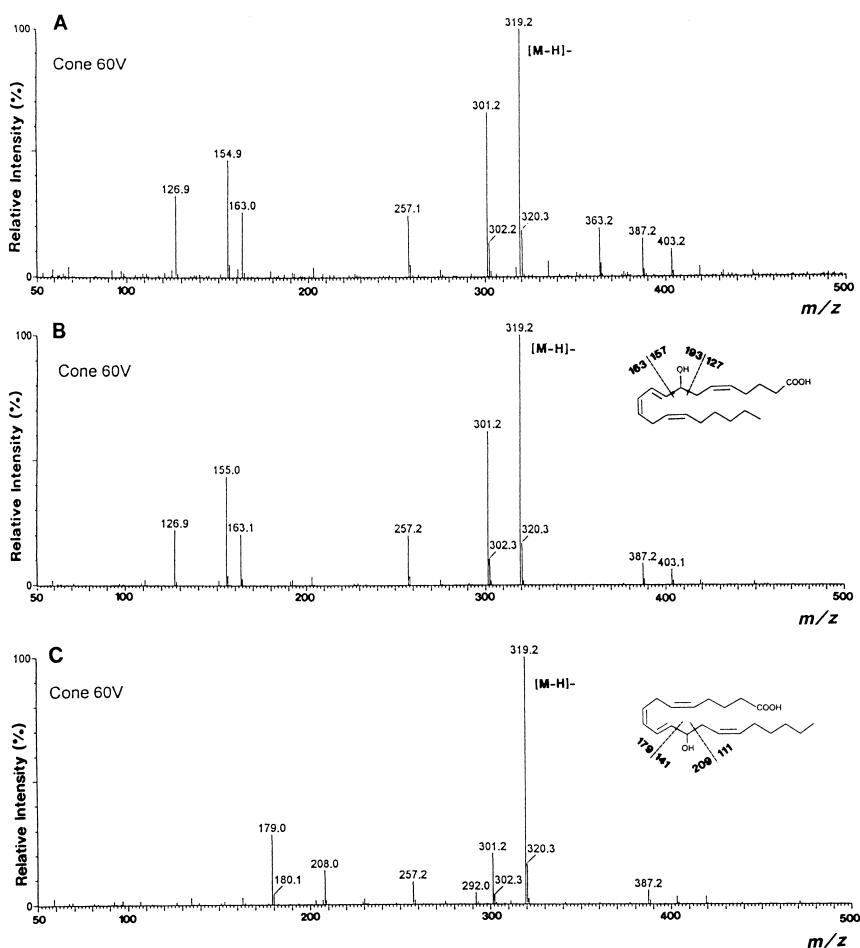 A
Cone 60V
Relative Intensity (%)
100
0
319.2
[M-H]-
301.2
154.9
126.9
163.0
257.1
302.2
320.3
363.2
387.2
403.2
50 100 200 300 400 500
m/z
B
Cone 60V
Relative Intensity (%)
100
0
319.2
[M-H]-
163 157 193 127
OH
COOH
301.2
155.0
126.9
163.1
257.2
302.3
320.3
387.2
403.1
50 100 200 300 400 500
m/z
C
Cone 60V
Relative Intensity (%)
100
0
319.2
[M-H]-
COOH
OH
179 141 209 111
179.0
180.1
208.0
257.2
292.0
301.2
302.3
320.3
387.2
50 100 200 300 400 500
m/z